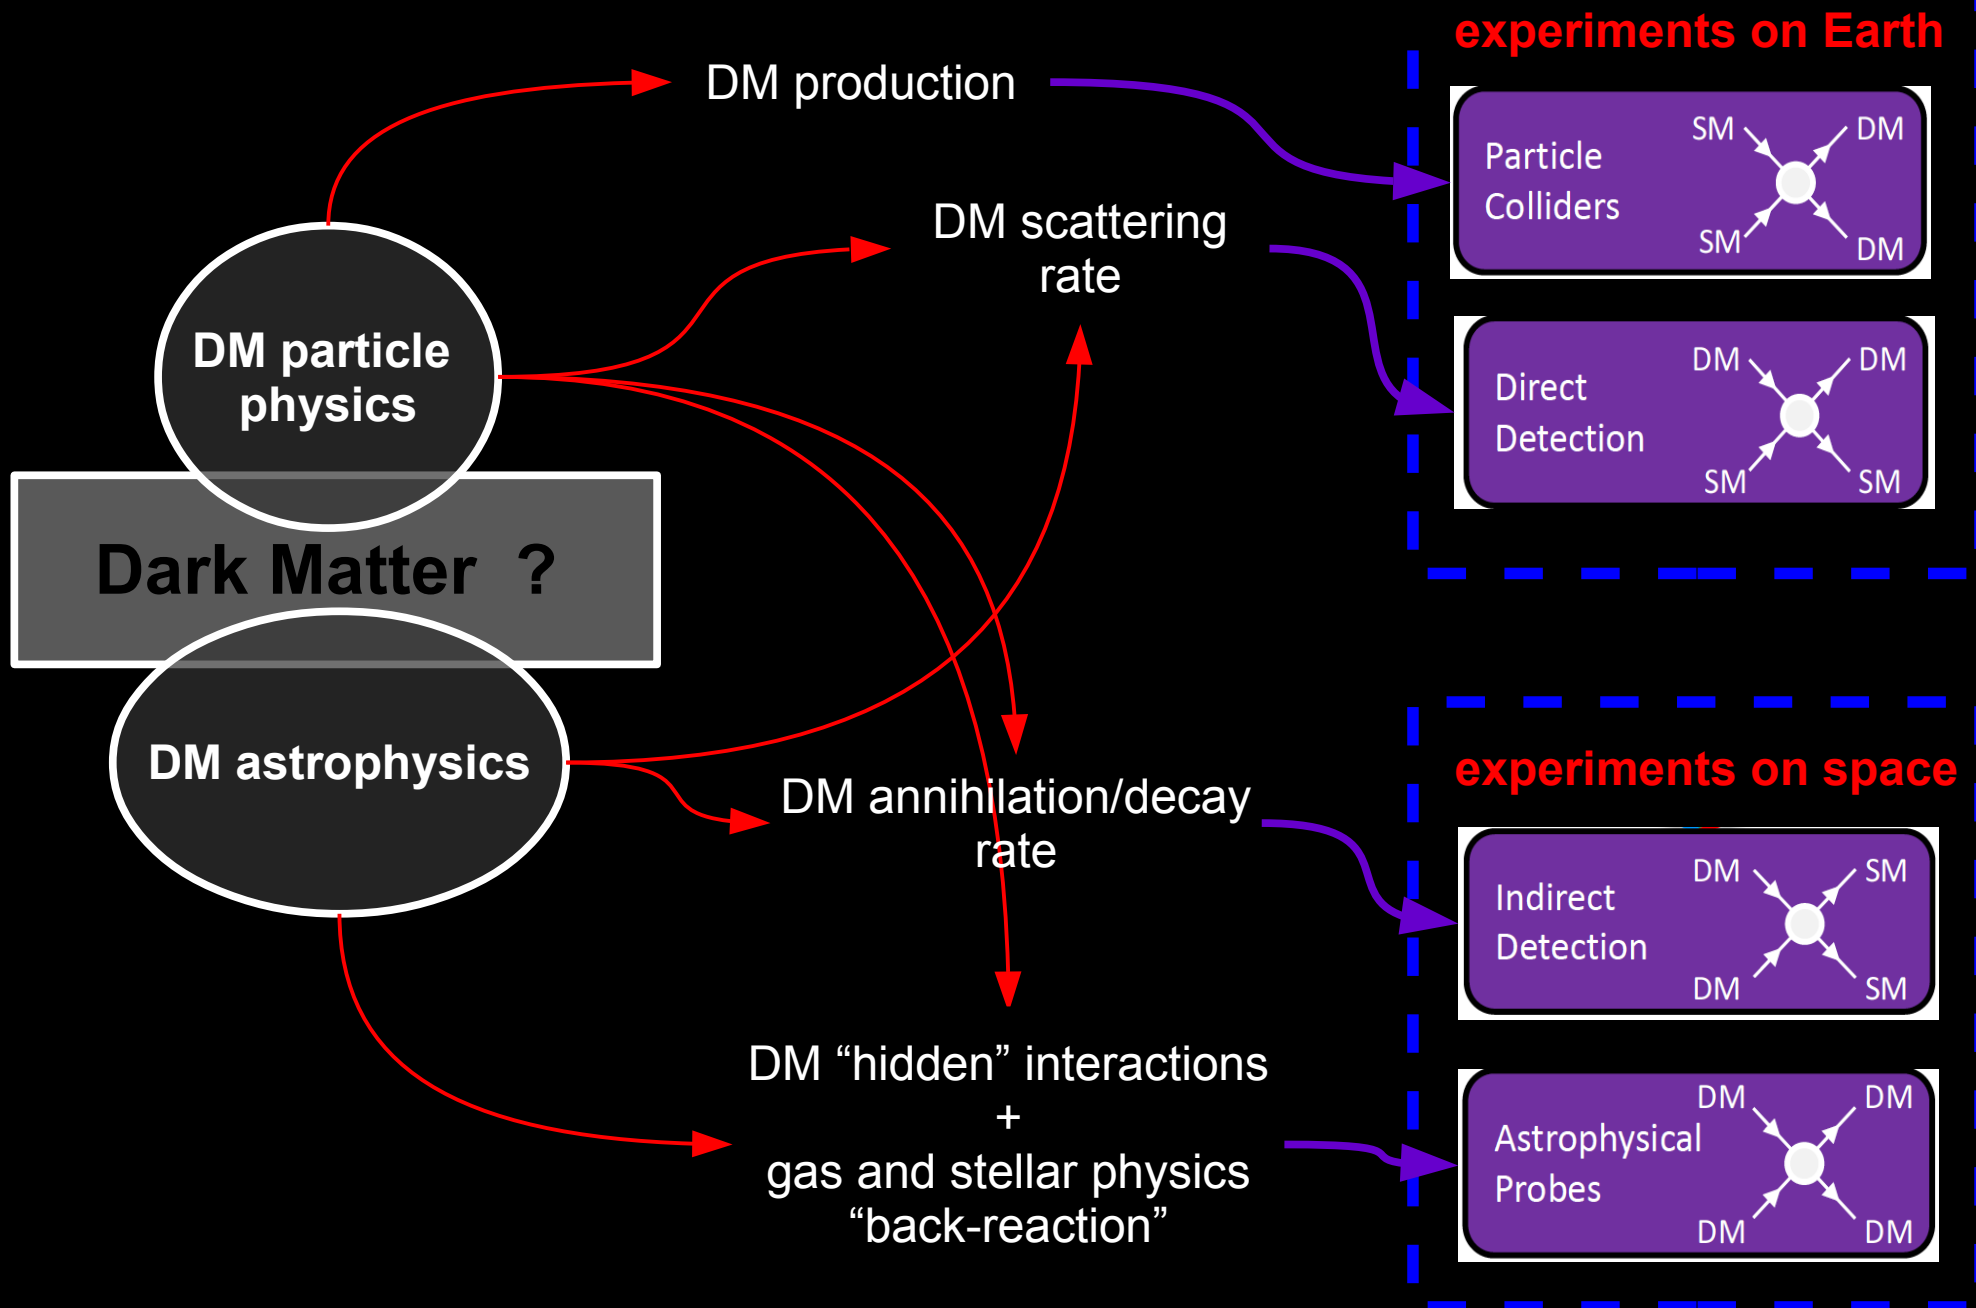 experiments on Earth
DM production
SM
DM
Particle
Colliders
SM
DM
DM scattering
rate
DM particle
physics
DM
DM
Direct
Detection
SM
SM
Dark Matter ?
DM astrophysics
experiments on space
DM annihilation/decay
rate
DM
SM
Indirect
Detection
DM
SM
DM “hidden” interactions
+
gas and stellar physics
“back-reaction”
DM
DM
Astrophysical
Probes
DM
DM